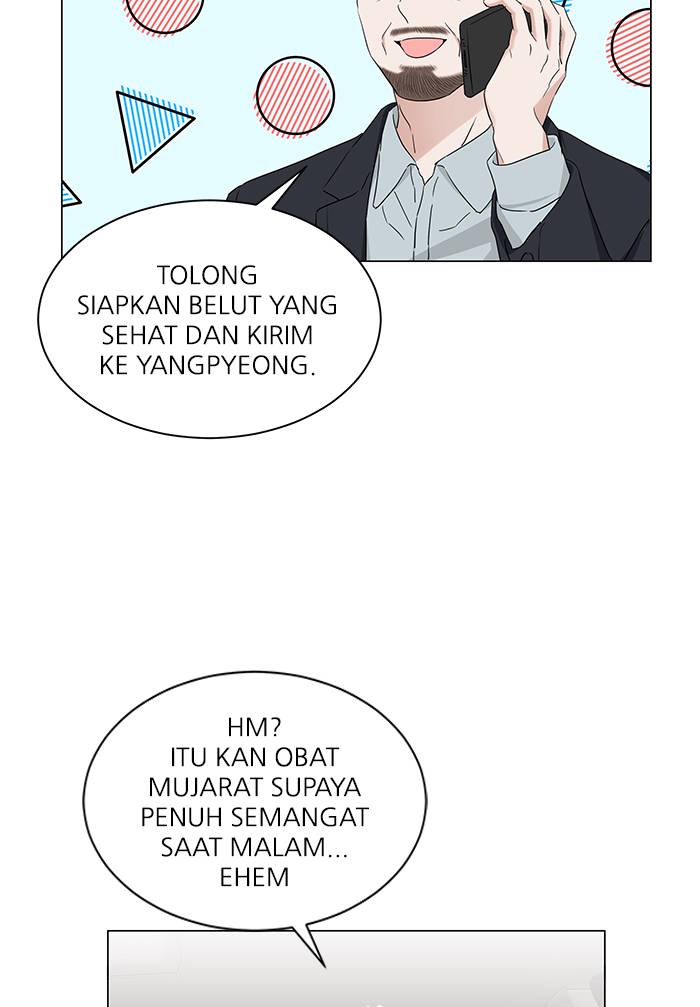 TOLONG
SIAPKAN BELUT YANG
SEHAT DAN KIRIM
KE YANGPYEONG.
HM?
ITU KAN OBAT
MUJARAT SUPAYA
PENUH SEMANGAT
SAAT MALAM...
EHEM